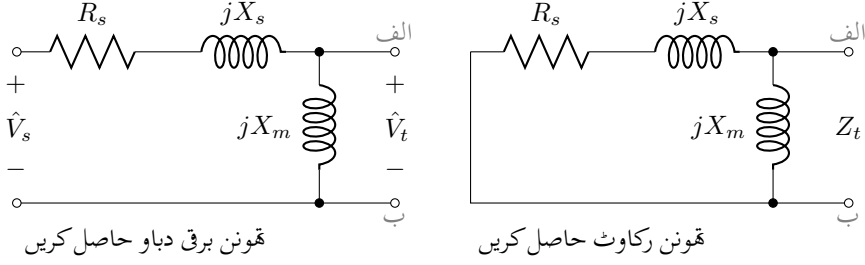 R_s jX_s الف
+ +
V̂_s jX_m V̂_t
− −
ب
تھونن برقی دباو حاصل کریں
R_s jX_s الف
jX_m Z_t
ب
تھونن رکاوٹ حاصل کریں